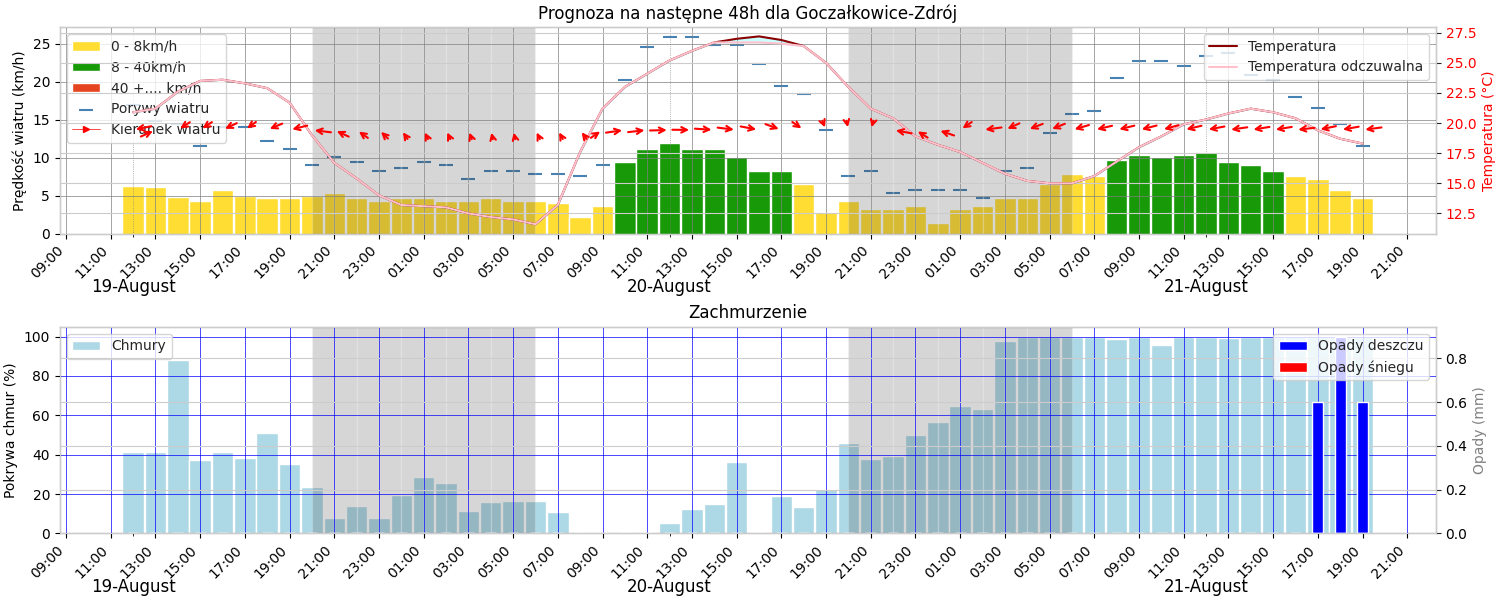 Prognoza na następne 48h dla Goczałkowice-Zdrój
Prędkość wiatru (km/h)
25
20
15
10
5
0
0 - 8km/h
8 - 40km/h
40 +.... km/h
Porywy wiatru
Kierunek wiatru
Temperatura
Temperatura odczuwalna
27.5
25.0
22.5
20.0
17.5
15.0
12.5
Temperatura (°C)
09:00 11:00 13:00 15:00 17:00 19:00 21:00 23:00 01:00 03:00 05:00 07:00 09:00 11:00 13:00 15:00 17:00 19:00 21:00 23:00 01:00 03:00 05:00 07:00 09:00 11:00 13:00 15:00 17:00 19:00 21:00
19-August 20-August 21-August
Zachmurzenie
Pokrywa chmur (%)
100
80
60
40
20
0
Chmury
Opady deszczu
Opady śniegu
0.8
0.6
0.4
0.2
0.0
Opady (mm)
09:00 11:00 13:00 15:00 17:00 19:00 21:00 23:00 01:00 03:00 05:00 07:00 09:00 11:00 13:00 15:00 17:00 19:00 21:00 23:00 01:00 03:00 05:00 07:00 09:00 11:00 13:00 15:00 17:00 19:00 21:00
19-August 20-August 21-August